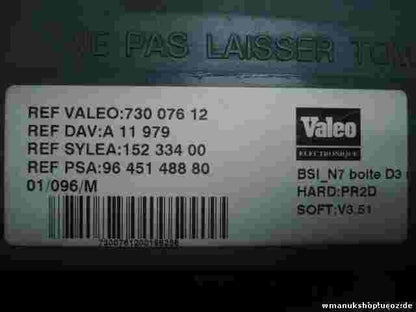 NE PAS LAISSER TOM
REF VALEO:730 076 12
REF DAV:A 11 979
REF SYLEA:152 334 00
REF PSA:96 451 488 80
01/096/M
Valeo
ELECTRONIQUE
BSI_N7 boite D3
HARD:PR2D
SOFT:V3.51